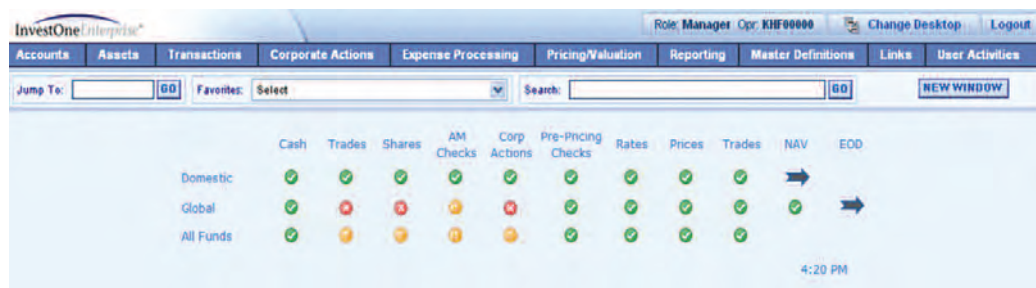 InvestOne Enterprise®
Role: Manager Opr: KHF00000 Change Desktop Logout
Accounts Assets Transactions Corporate Actions Expense Processing Pricing/Valuation Reporting Master Definitions Links User Activities
Jump To: GO Favorites: Select Search: GO NEW WINDOW
Cash Trades Shares AM Checks Corp Actions Pre-Pricing Checks Rates Prices Trades NAV EOD
Domestic
Global
All Funds
4:20 PM